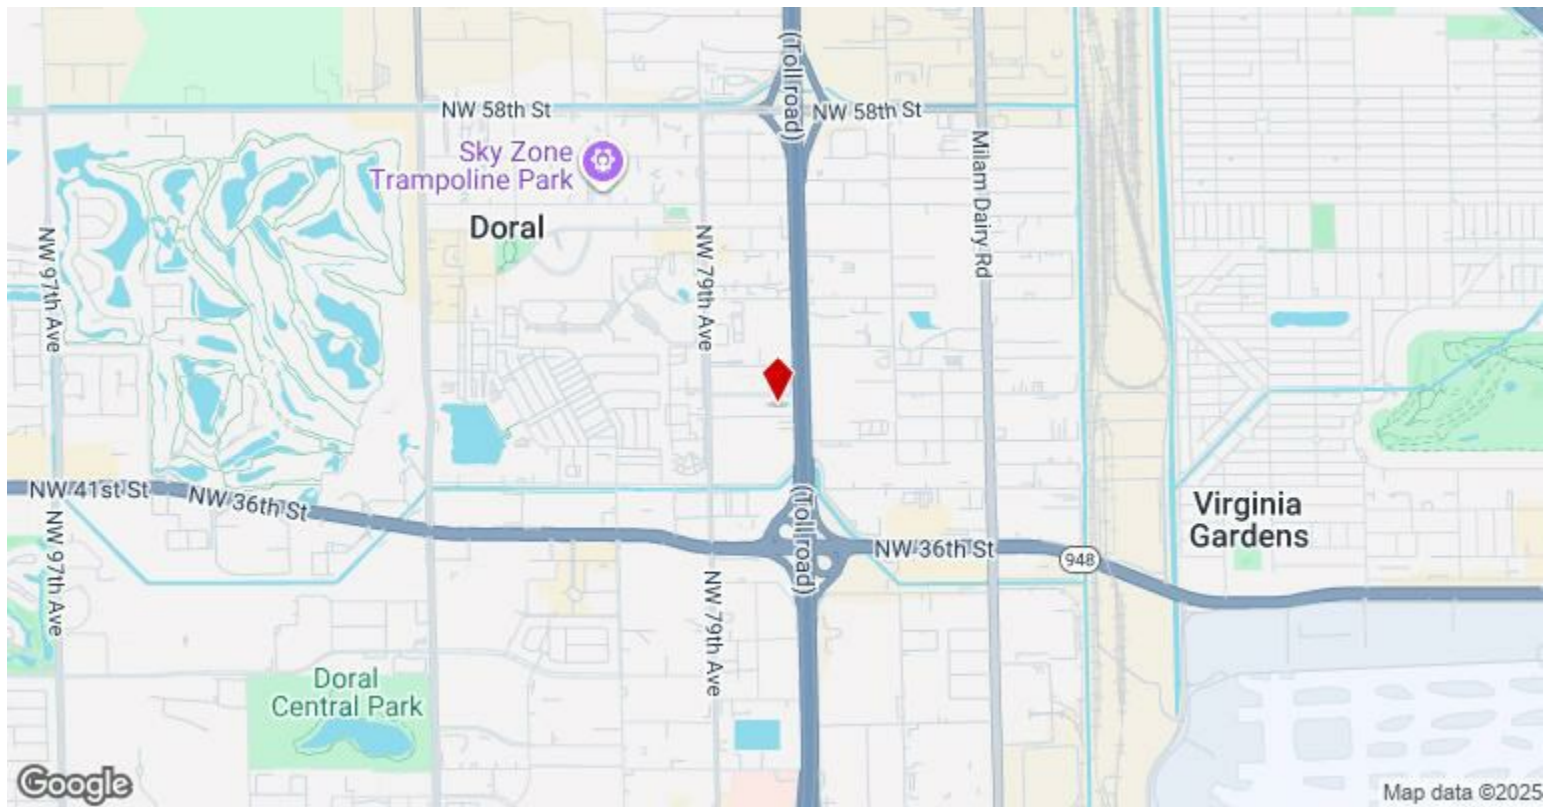 (Toll road)
NW 58th St
NW 58th St
Sky Zone
Trampoline Park
Milam Dairy Rd
Doral
NW 97th Ave
NW 79th Ave
NW 41st St
NW 36th St
(Toll road)
Virginia
Gardens
NW 36th St
948
NW 97th Ave
NW 79th Ave
Doral
Central Park
Google
Map data ©2025